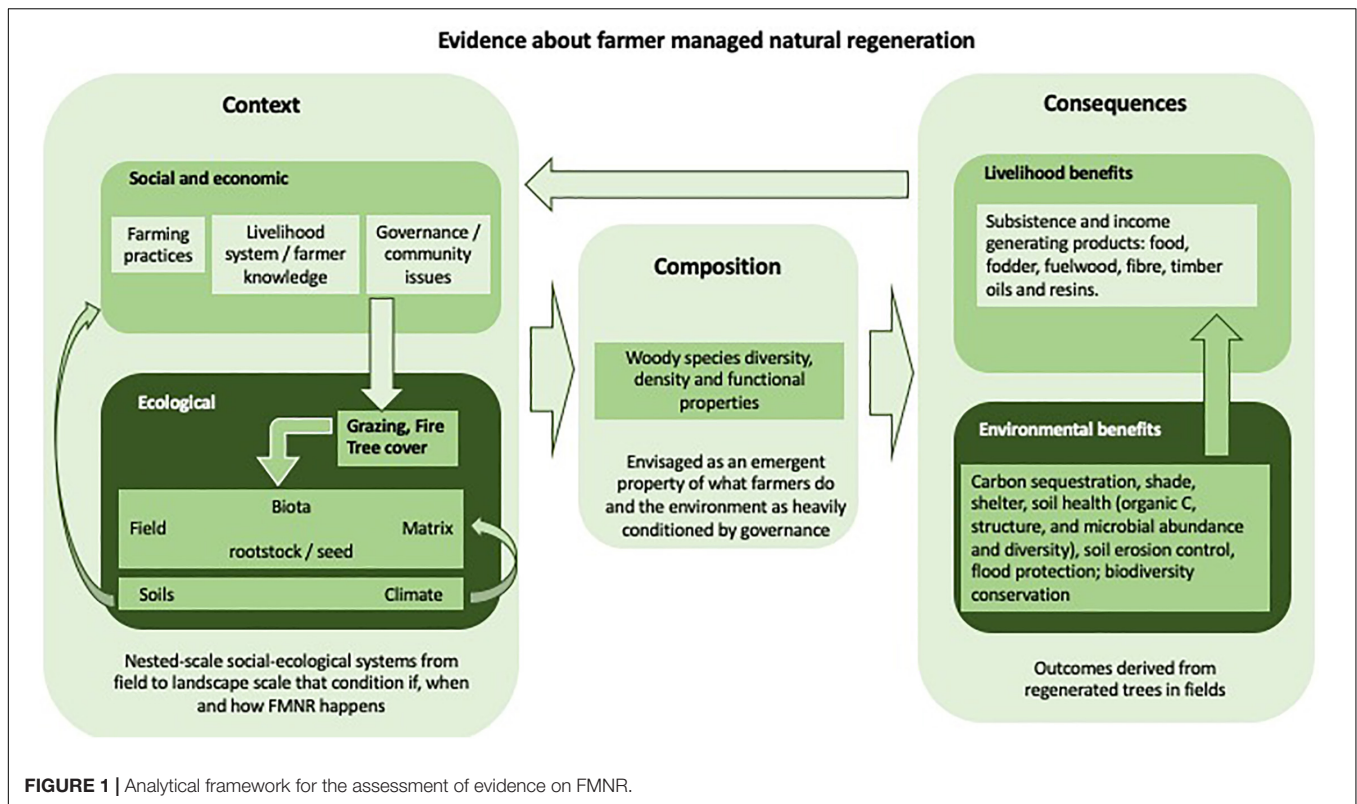 Evidence about farmer managed natural regeneration
Context
Social and economic
Farming
practices
Livelihood
system / farmer
knowledge
Governance /
community
issues
Ecological
Grazing, Fire
Tree cover
Biota
Field
Matrix
rootstock / seed
Soils
Climate
Nested-scale social-ecological systems from
field to landscape scale that condition if, when
and how FMNR happens
Composition
Woody species diversity,
density and functional
properties
Envisaged as an emergent
property of what farmers do
and the environment as heavily
conditioned by governance
Consequences
Livelihood benefits
Subsistence and income
generating products: food,
fodder, fuelwood, fibre, timber
oils and resins.
Environmental benefits
Carbon sequestration, shade,
shelter, soil health (organic C,
structure, and microbial abundance
and diversity), soil erosion control,
flood protection; biodiversity
conservation
Outcomes derived from
regenerated trees in fields
FIGURE 1 | Analytical framework for the assessment of evidence on FMNR.